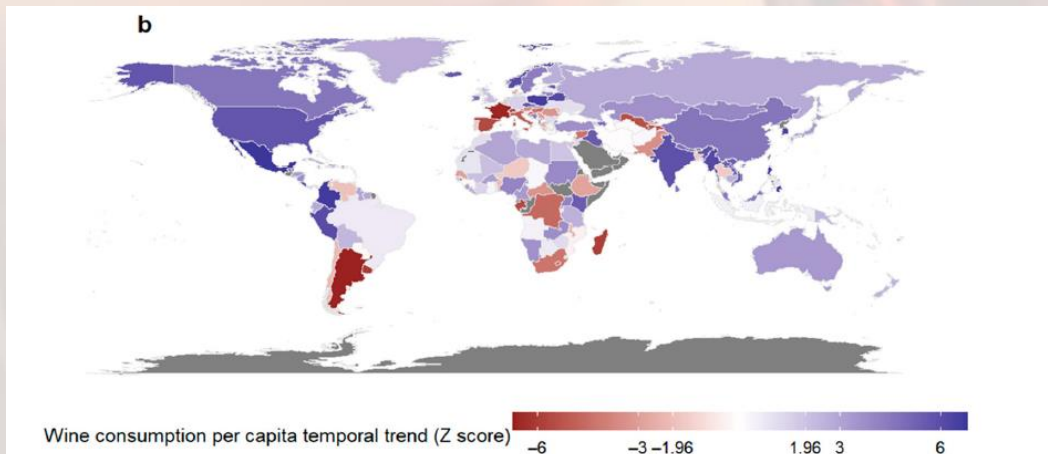 b
Wine consumption per capita temporal trend (Z score)
−6 −3 −1.96 1.96 3 6